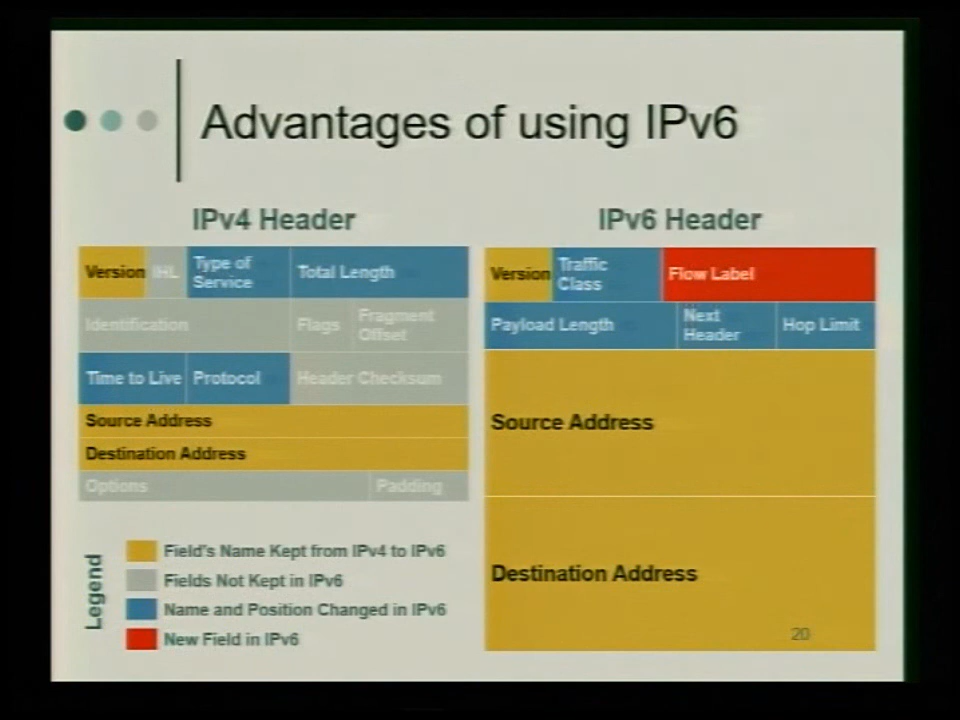 Advantages of using IPv6
IPv4 Header
Version IHL Type of Service Total Length
Identification Flags Fragment Offset
Time to Live Protocol Header Checksum
Source Address
Destination Address
Options Padding
Legend
Field's Name Kept from IPv4 to IPv6
Fields Not Kept in IPv6
Name and Position Changed in IPv6
New Field in IPv6
IPv6 Header
Version Traffic Class Flow Label
Payload Length Next Header Hop Limit
Source Address
Destination Address
20